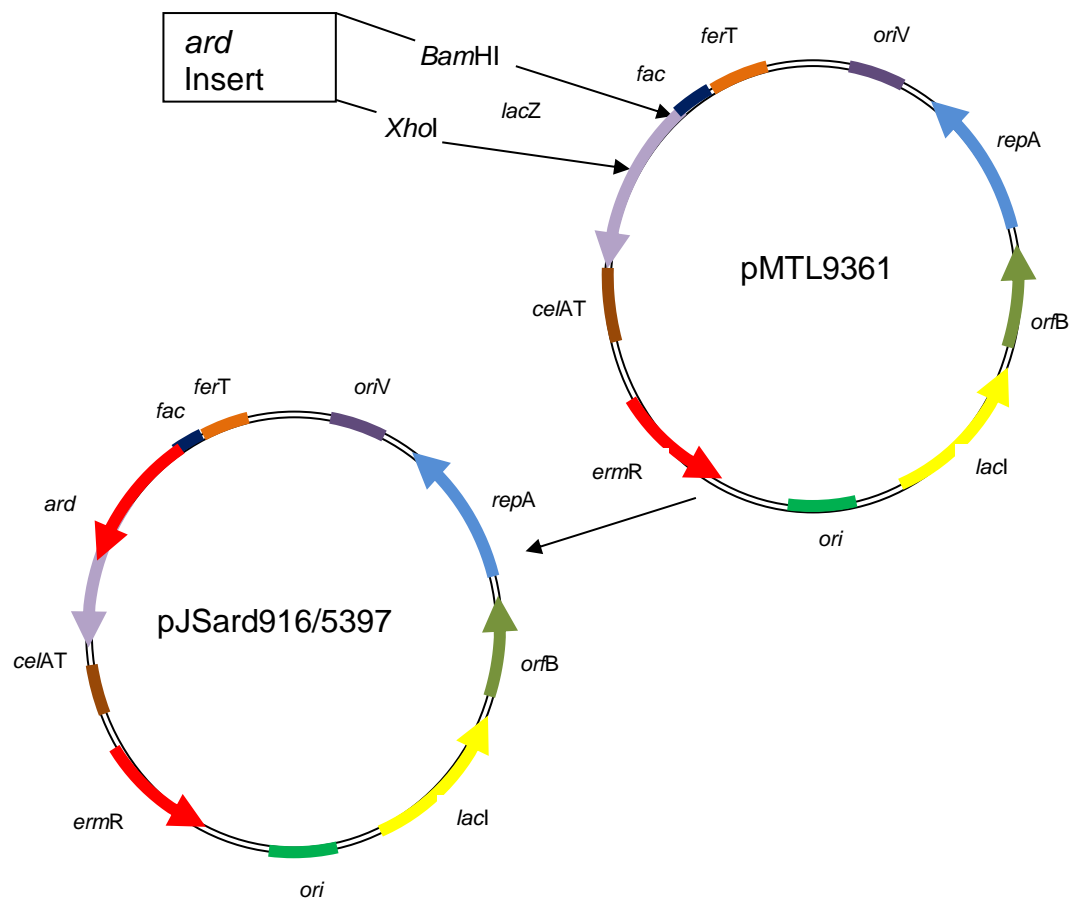 ard
Insert
BamHI
XhoI
lacZ
fac
ferT
oriV
repA
pMTL9361
celAT
orfB
ermR
lacI
ori
ferT
fac
oriV
ard
repA
pJSard916/5397
celAT
orfB
ermR
lacI
ori